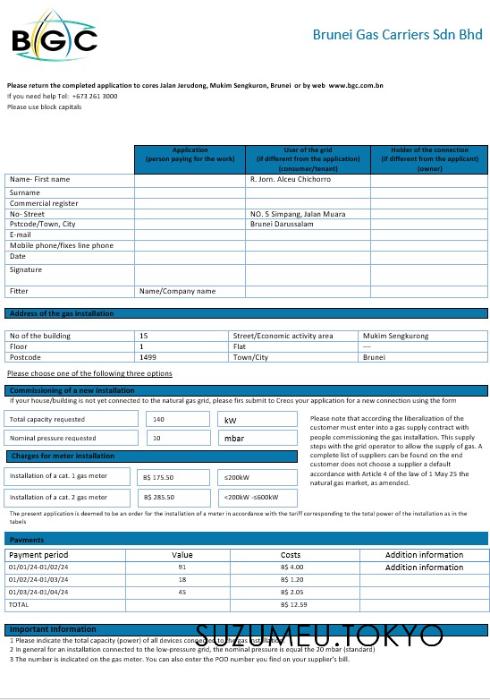 BGC
Brunei Gas Carriers Sdn Bhd
Please return the completed application to cores Jalan Jerudong, Mukim Sengkuron, Brunei or by web www.bgc.com.bn
If you need help Tel: +673 261 3000
Please use block capitals
Application (person paying for the work) User of the grid (if different from the application) (consumer/tenant) Holder of the connection (if different from the applicant) (owner)
Name- First name R. Jorn. Alceu Chichorro
Surname
Commercial register
No- Street NO. 5 Simpang, Jalan Muara
Pstcode/Town, City Brunei Darussalam
E-mail
Mobile phone/fixes line phone
Date
Signature
Fitter Name/Company name
Address of the gas installation
No of the building 15 Street/Economic activity area Mukim Sengkurong
Floor 1 Flat ---
Postcode 1499 Town/City Brunei
Please choose one of the following three options
Commissioning of a new installation
If your house/building is not yet connected to the natural gas grid, please firs submit to Creos your application for a new connection using the form
Total capacity requested 140 kW
Nominal pressure requested 10 mbar
Please note that according the liberalization of the
customer must enter into a gas supply contract with
people commissioning the gas installation. This supply
steps with the grid operator to allow the supply of gas. A
complete list of suppliers can be found on the end
customer does not choose a supplier a default
accordance with Article 4 of the law of 1 May 25 the
natural gas market, as amended.
Charges for meter installation
Installation of a cat. 1 gas meter B$ 175.50 ≤200kW
Installation of a cat. 2 gas meter B$ 285.50 <200kW -≤600kW
The present application is deemed to be an order for the installation of a meter in accordance with the tariff corresponding to the total power of the installation as in the
tabels
Payments
Payment period Value Costs Addition information
01/01/24-01/02/24 91 B$ 4.00 Addition information
01/02/24-01/03/24 18 B$ 1.20
01/03/24-01/04/24 45 B$ 2.05
TOTAL B$ 12.59
Important information
SUZUMEU.TOKYO
1 Please indicate the total capacity (power) of all devices connected to the gas installation
2 In general for an installation connected to the low-pressure grid, the nominal pressure is equal the 20 mbar (standard)
3 The number is indicated on the gas meter. You can also enter the POD number you find on your supplier's bill.